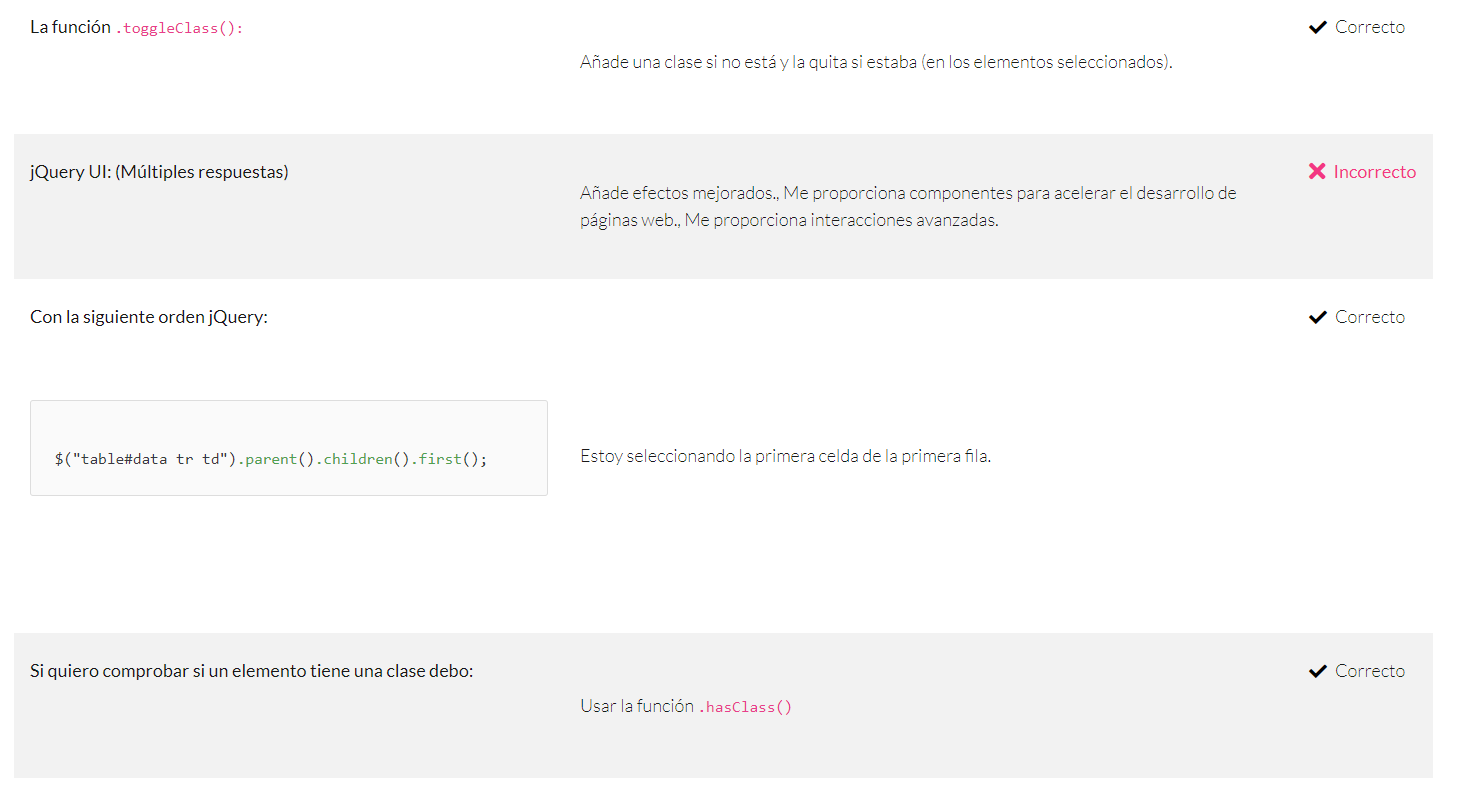 La función .toggleClass():
✔ Correcto
Añade una clase si no está y la quita si estaba (en los elementos seleccionados).
jQuery UI: (Múltiples respuestas)
✖ Incorrecto
Añade efectos mejorados., Me proporciona componentes para acelerar el desarrollo de
páginas web., Me proporciona interacciones avanzadas.
Con la siguiente orden jQuery:
✔ Correcto
$("table#data tr td").parent().children().first();
Estoy seleccionando la primera celda de la primera fila.
Si quiero comprobar si un elemento tiene una clase debo:
✔ Correcto
Usar la función .hasClass()